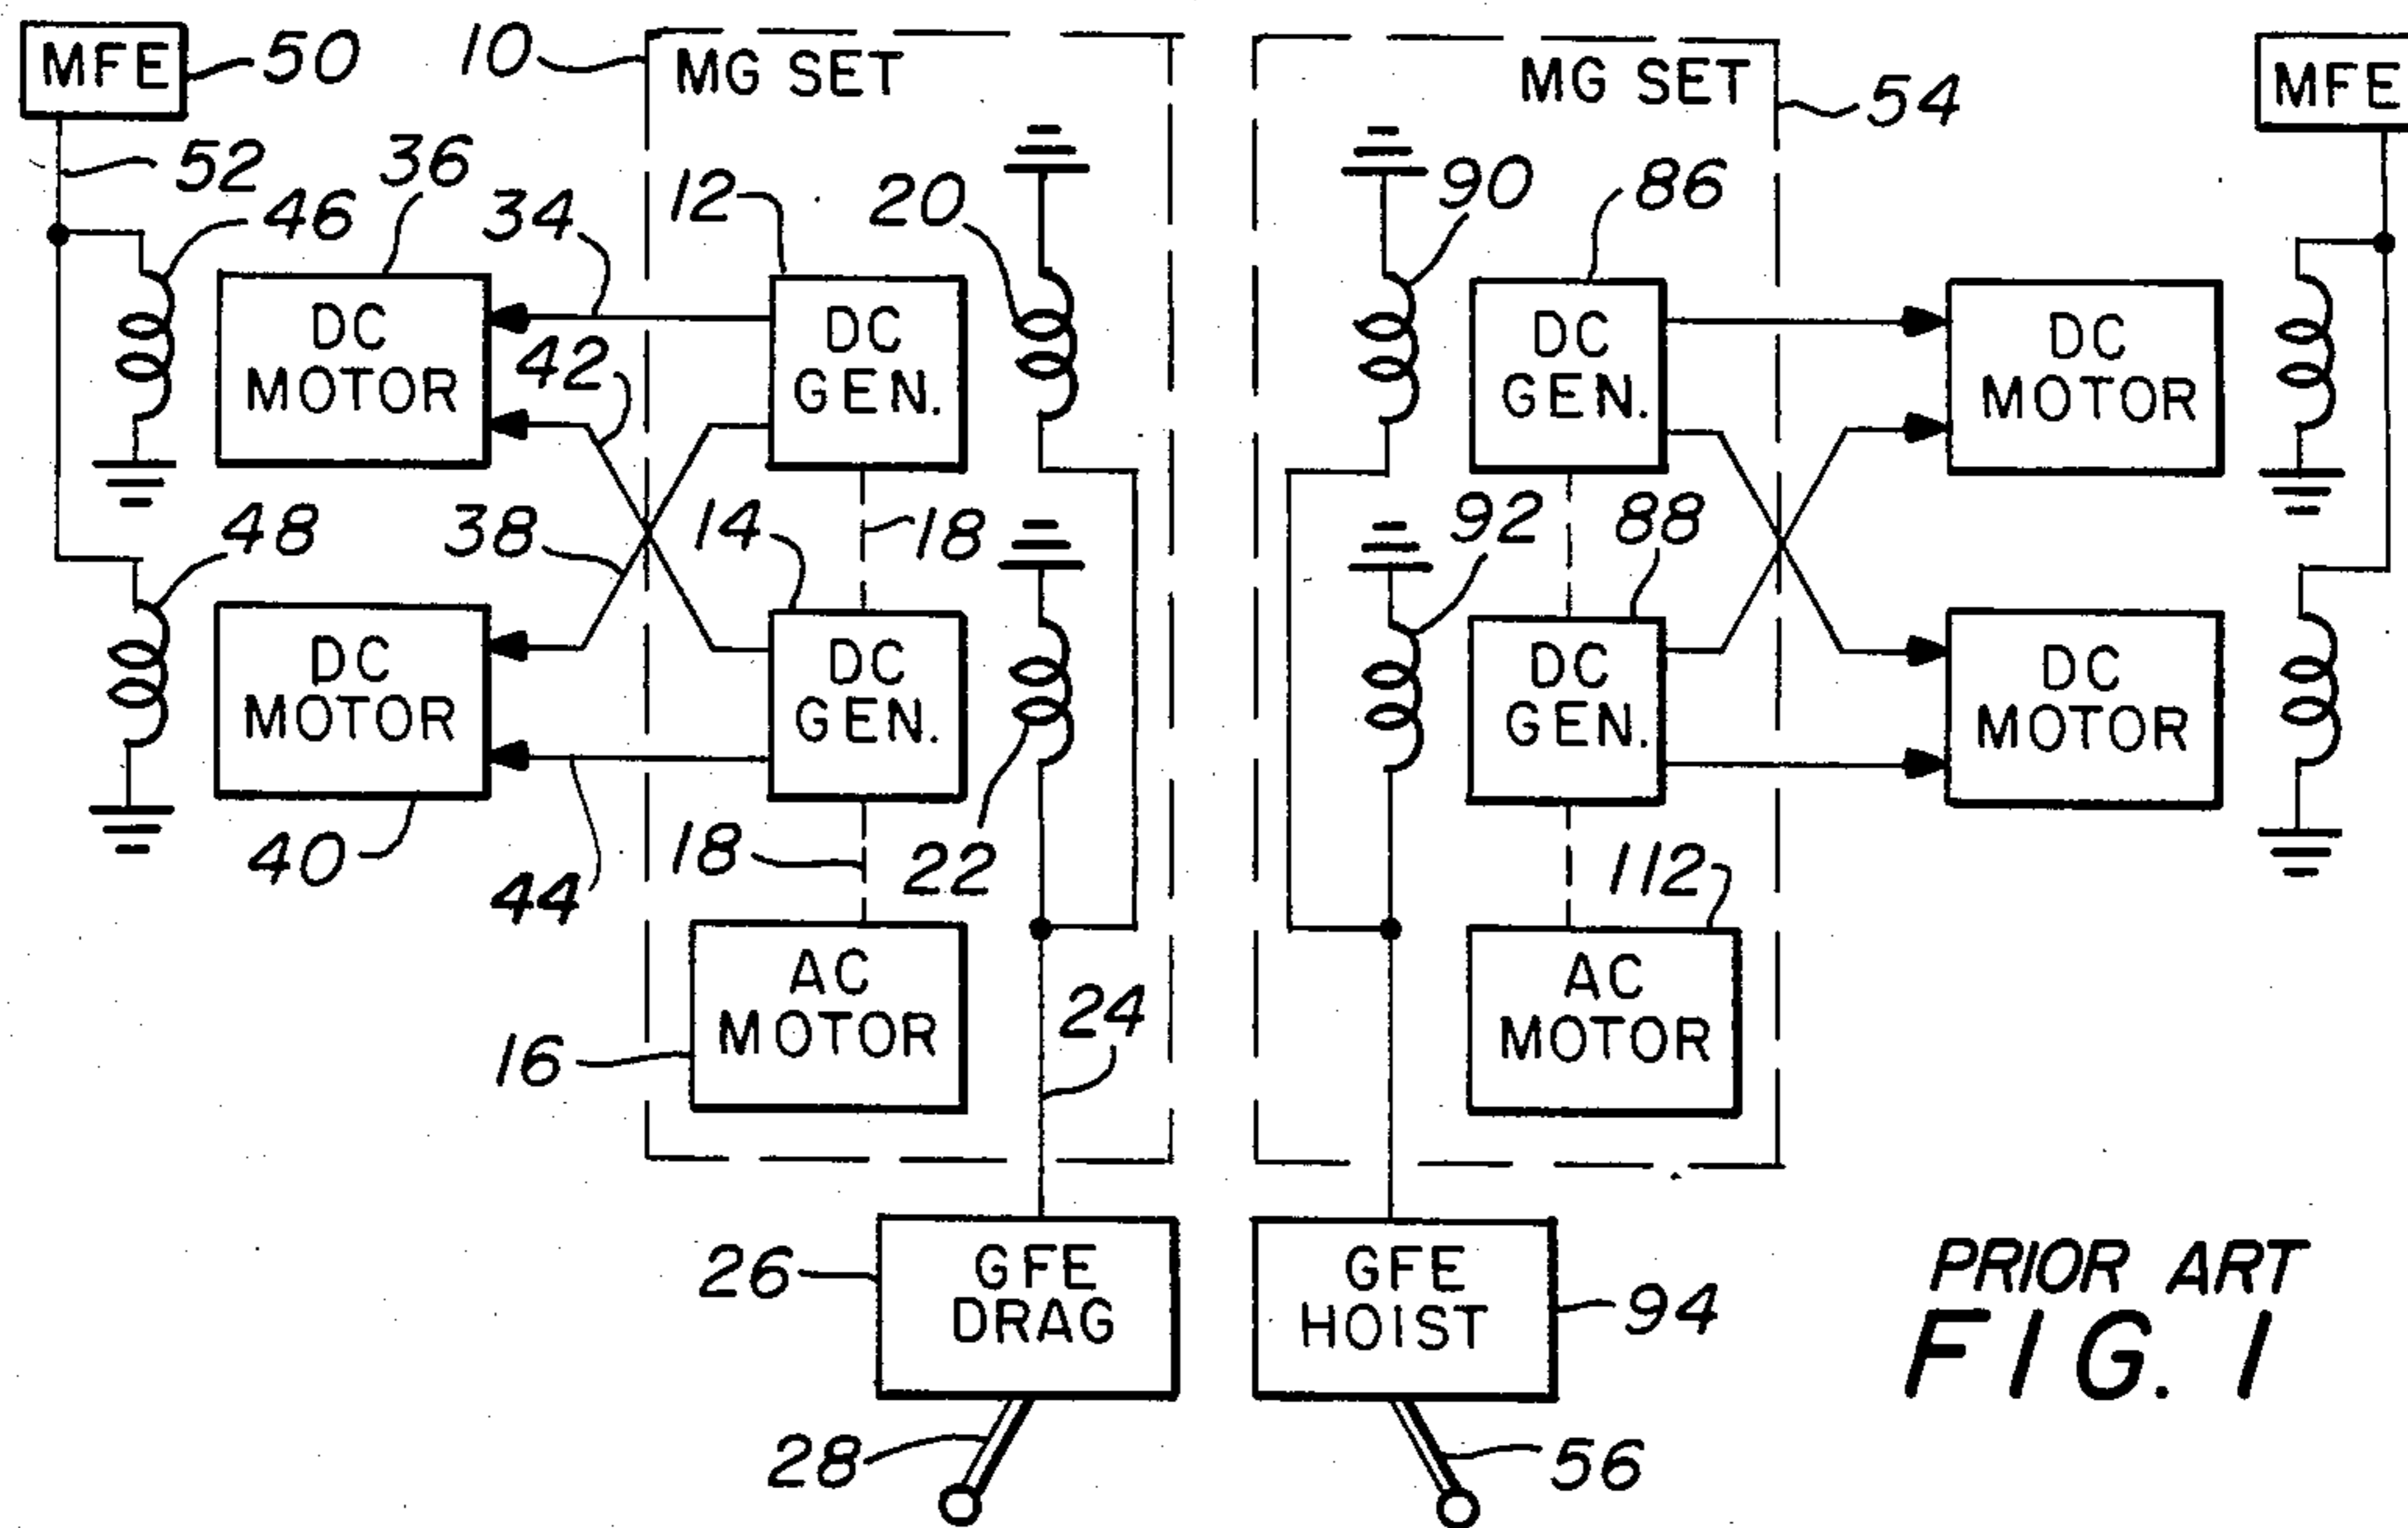 MFE
50
10
MG SET
MG SET
54
MFE
52
36
46
34
12
20
90
86
DC
MOTOR
42
DC
GEN.
DC
GEN.
DC
MOTOR
48
38
14
18
92
88
DC
MOTOR
DC
GEN.
DC
GEN.
DC
MOTOR
40
44
18
22
112
AC
MOTOR
16
24
AC
MOTOR
26
GFE
DRAG
GFE
HOIST
94
PRIOR ART
FIG. 1
28
56